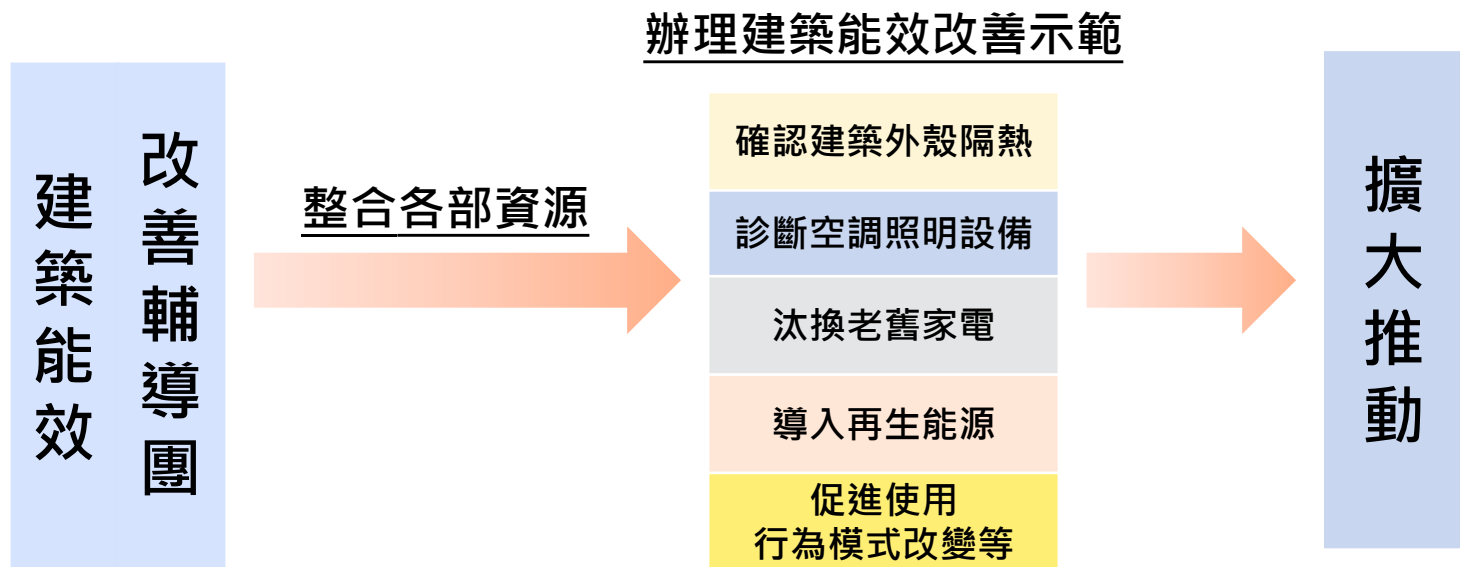 辦理建築能效改善示範
建築能效
改善輔導團
整合各部資源
確認建築外殼隔熱
診斷空調照明設備
汰換老舊家電
導入再生能源
促進使用
行為模式改變等
擴大推動